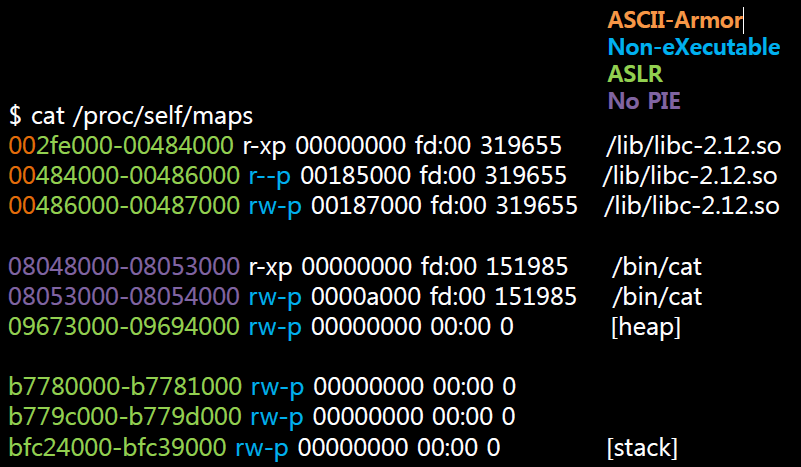 ASCII-Armor
Non-eXecutable
ASLR
No PIE
$ cat /proc/self/maps
002fe000-00484000 r-xp 00000000 fd:00 319655 /lib/libc-2.12.so
00484000-00486000 r--p 00185000 fd:00 319655 /lib/libc-2.12.so
00486000-00487000 rw-p 00187000 fd:00 319655 /lib/libc-2.12.so
08048000-08053000 r-xp 00000000 fd:00 151985 /bin/cat
08053000-08054000 rw-p 0000a000 fd:00 151985 /bin/cat
09673000-09694000 rw-p 00000000 00:00 0 [heap]
b7780000-b7781000 rw-p 00000000 00:00 0
b779c000-b779d000 rw-p 00000000 00:00 0
bfc24000-bfc39000 rw-p 00000000 00:00 0 [stack]